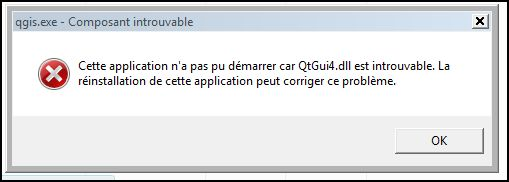 qgis.exe - Composant introuvable
Cette application n'a pas pu démarrer car QtGui4.dll est introuvable. La
réinstallation de cette application peut corriger ce problème.
OK